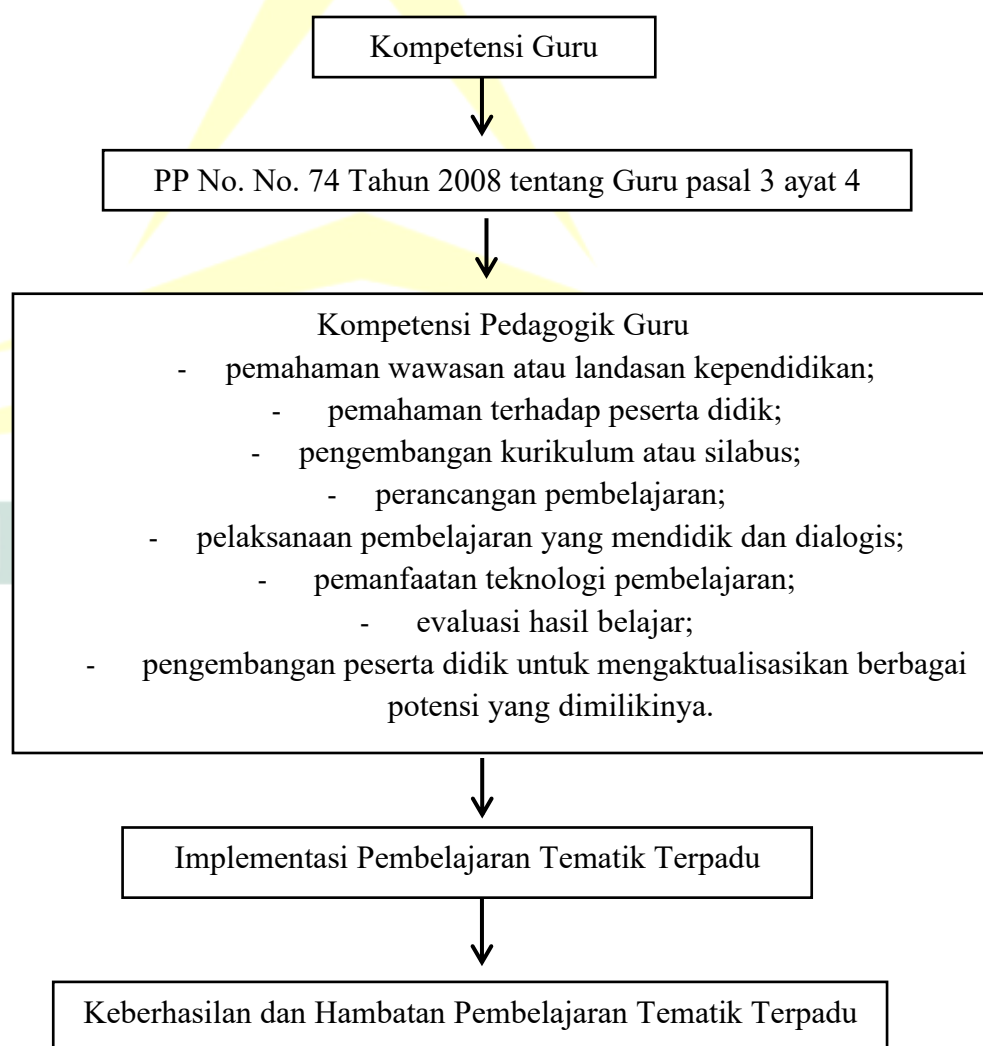 Kompetensi Guru
PP No. No. 74 Tahun 2008 tentang Guru pasal 3 ayat 4
Kompetensi Pedagogik Guru
- pemahaman wawasan atau landasan kependidikan;
- pemahaman terhadap peserta didik;
- pengembangan kurikulum atau silabus;
- perancangan pembelajaran;
- pelaksanaan pembelajaran yang mendidik dan dialogis;
- pemanfaatan teknologi pembelajaran;
- evaluasi hasil belajar;
- pengembangan peserta didik untuk mengaktualisasikan berbagai
potensi yang dimilikinya.
Implementasi Pembelajaran Tematik Terpadu
Keberhasilan dan Hambatan Pembelajaran Tematik Terpadu